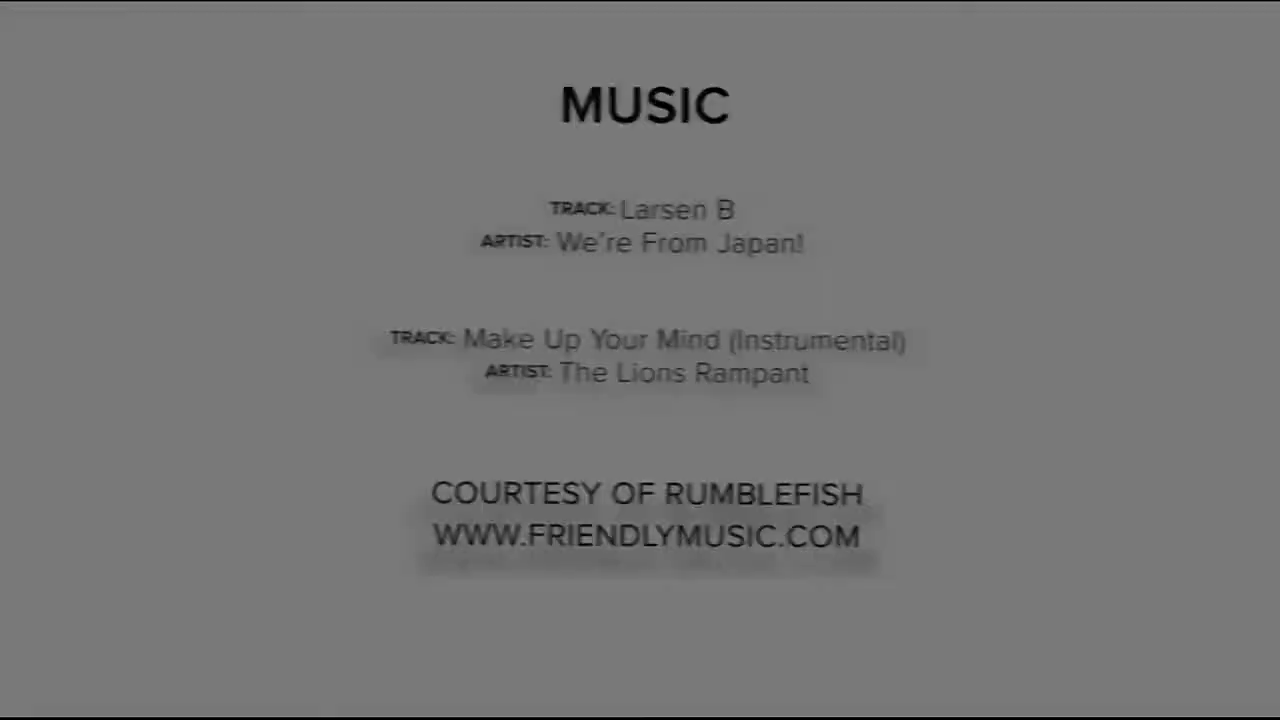 MUSIC
TRACK: Larsen B
ARTIST: We're From Japan!
TRACK: Make Up Your Mind (Instrumental)
ARTIST: The Lions Rampant
COURTESY OF RUMBLEFISH
WWW.FRIENDLYMUSIC.COM